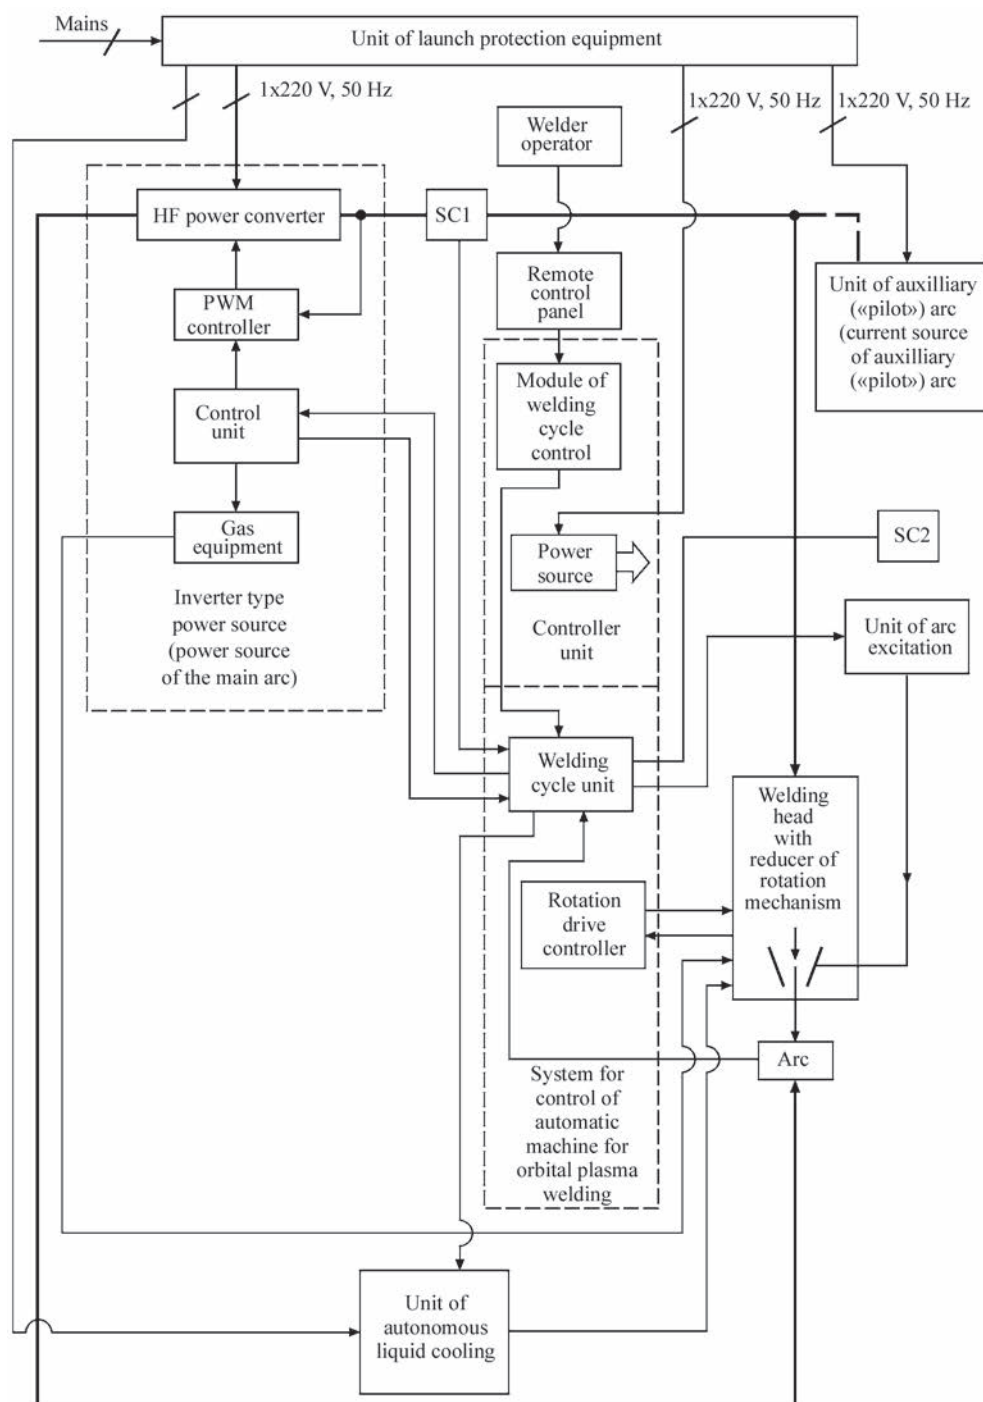 Mains
Unit of launch protection equipment
1x220 V, 50 Hz
1x220 V, 50 Hz
1x220 V, 50 Hz
Welder
operator
HF power converter
SC1
Remote
control
panel
Unit of auxilliary
(«pilot») arc
(current source
of auxilliary
(«pilot») arc
PWM
controller
Module of
welding
cycle
control
Control
unit
Gas
equipment
Power
source
SC2
Inverter type
power source
(power source
of the main arc)
Controller
unit
Unit of arc
excitation
Welding
cycle unit
Welding
head
with
reducer of
rotation
mechanism
Rotation
drive
controller
Arc
System for
control of
automatic
machine for
orbital plasma
welding
Unit of
autonomous
liquid cooling